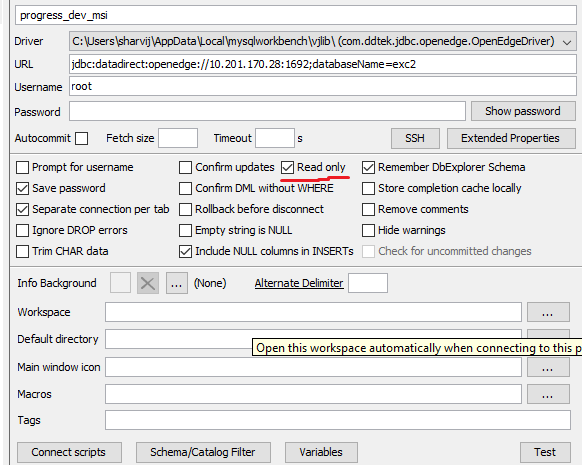 progress_dev_msi
Driver C:\Users\sharvij\AppData\Local\mysqlworkbench\vjlib\ (com.ddtek.jdbc.openedge.OpenEdgeDriver)
URL jdbc:datadirect:openedge://10.201.170.28:1692;databaseName=exc2
Username root
Password Show password
Autocommit Fetch size Timeout s SSH Extended Properties
Prompt for username Confirm updates Read only Remember DbExplorer Schema
Save password Confirm DML without WHERE Store completion cache locally
Separate connection per tab Rollback before disconnect Remove comments
Ignore DROP errors Empty string is NULL Hide warnings
Trim CHAR data Include NULL columns in INSERTs Check for uncommitted changes
Info Background ... (None) Alternate Delimiter
Workspace ...
Default directory
Open this workspace automatically when connecting to this p
Main window icon ...
Macros ...
Tags
Connect scripts Schema/Catalog Filter Variables Test